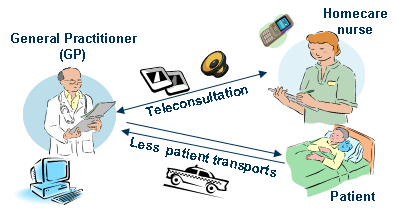 Homecare
nurse
General Practitioner
(GP)
Teleconsultation
Less patient transports
Patient